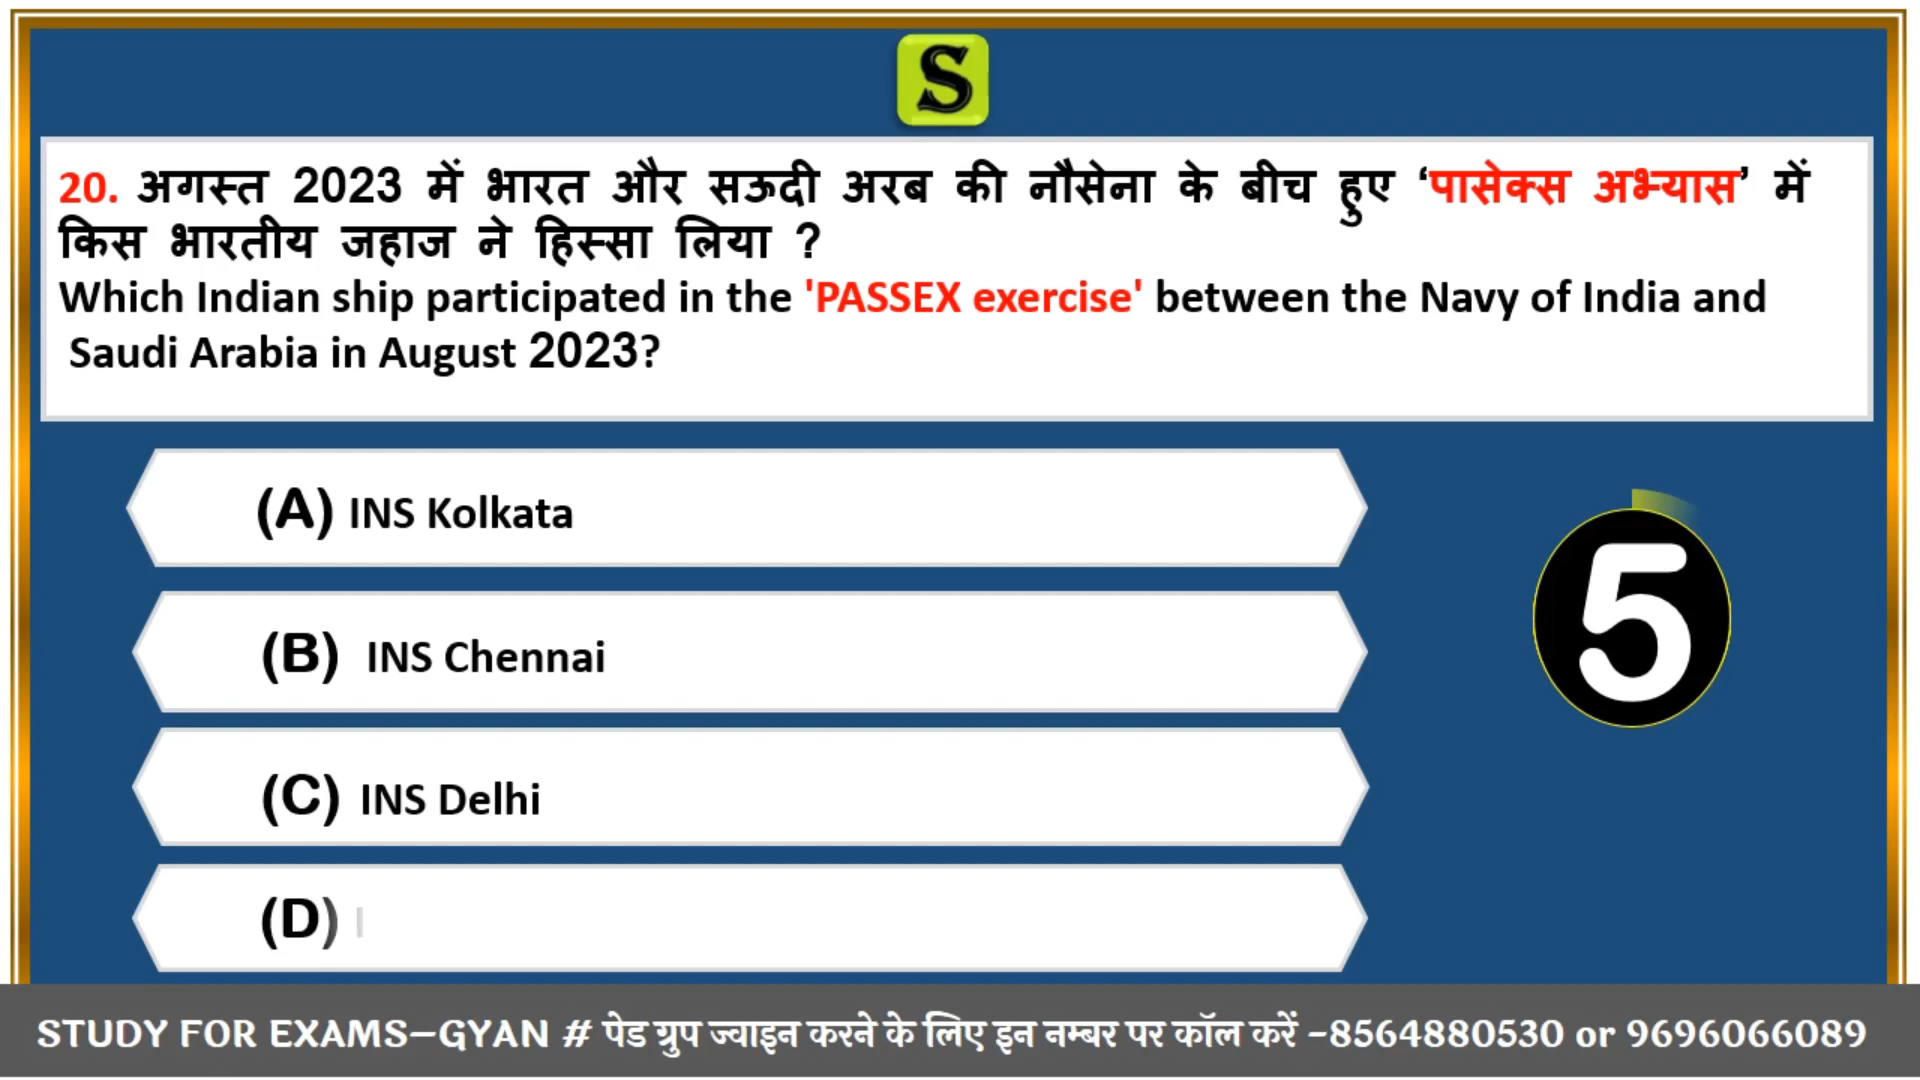 S
20. अगस्त 2023 में भारत और सऊदी अरब की नौसेना के बीच हुए ‘पासेक्स अभ्यास’ में
किस भारतीय जहाज ने हिस्सा लिया ?
Which Indian ship participated in the 'PASSEX exercise' between the Navy of India and
Saudi Arabia in August 2023?
(A) INS Kolkata
(B) INS Chennai
5
(C) INS Delhi
(D)
STUDY FOR EXAMS–GYAN # पेड ग्रुप ज्वाइन करने के लिए इन नम्बर पर कॉल करें -8564880530 or 9696066089